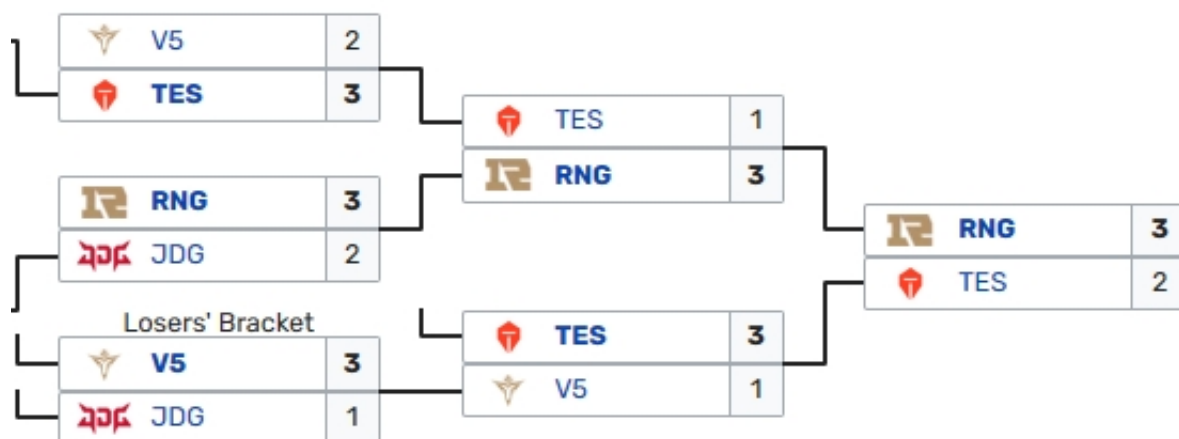 V5 2
TES 3
RNG 3
JDG 2
Losers' Bracket
V5 3
JDG 1
TES 1
RNG 3
TES 3
V5 1
RNG 3
TES 2